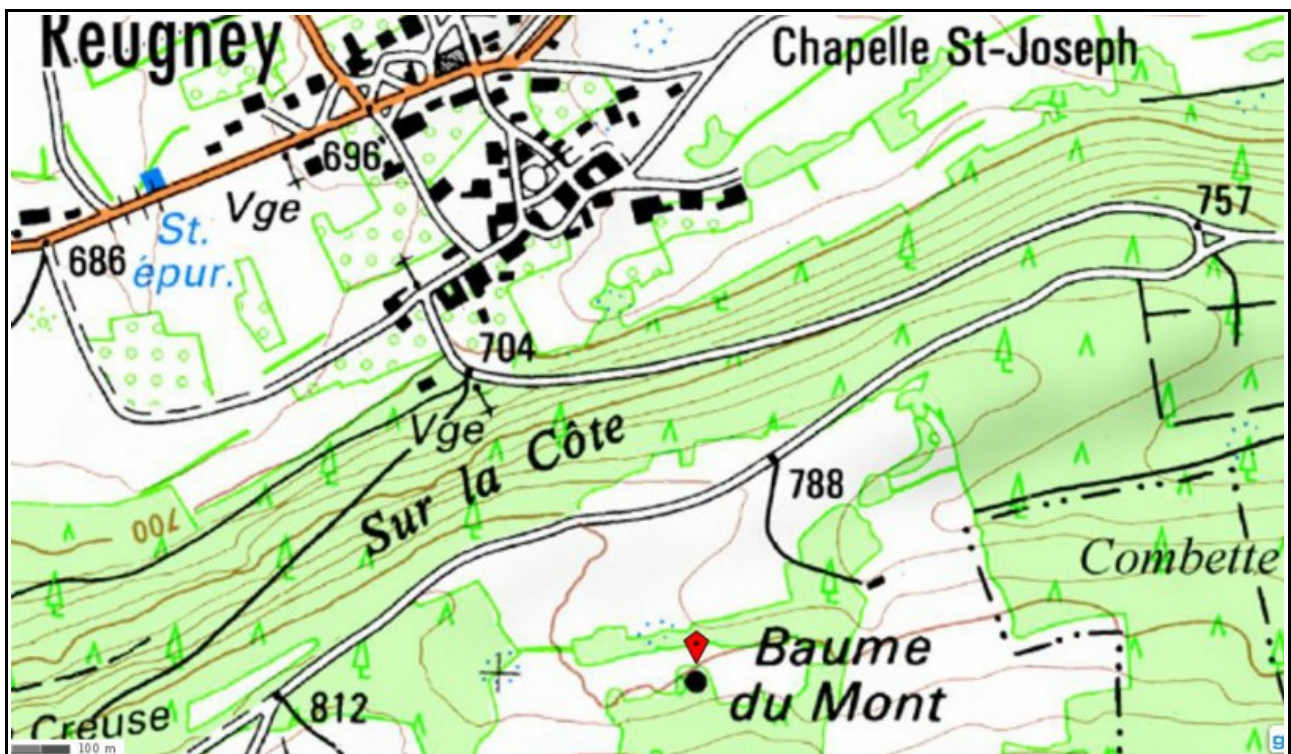 Reugney
Chapelle St-Joseph
696
Vge
757
St.
épur.
686
704
Vge
Sur la Côte
788
700
Combette
Baume
du Mont
Creuse
812
100 m
g